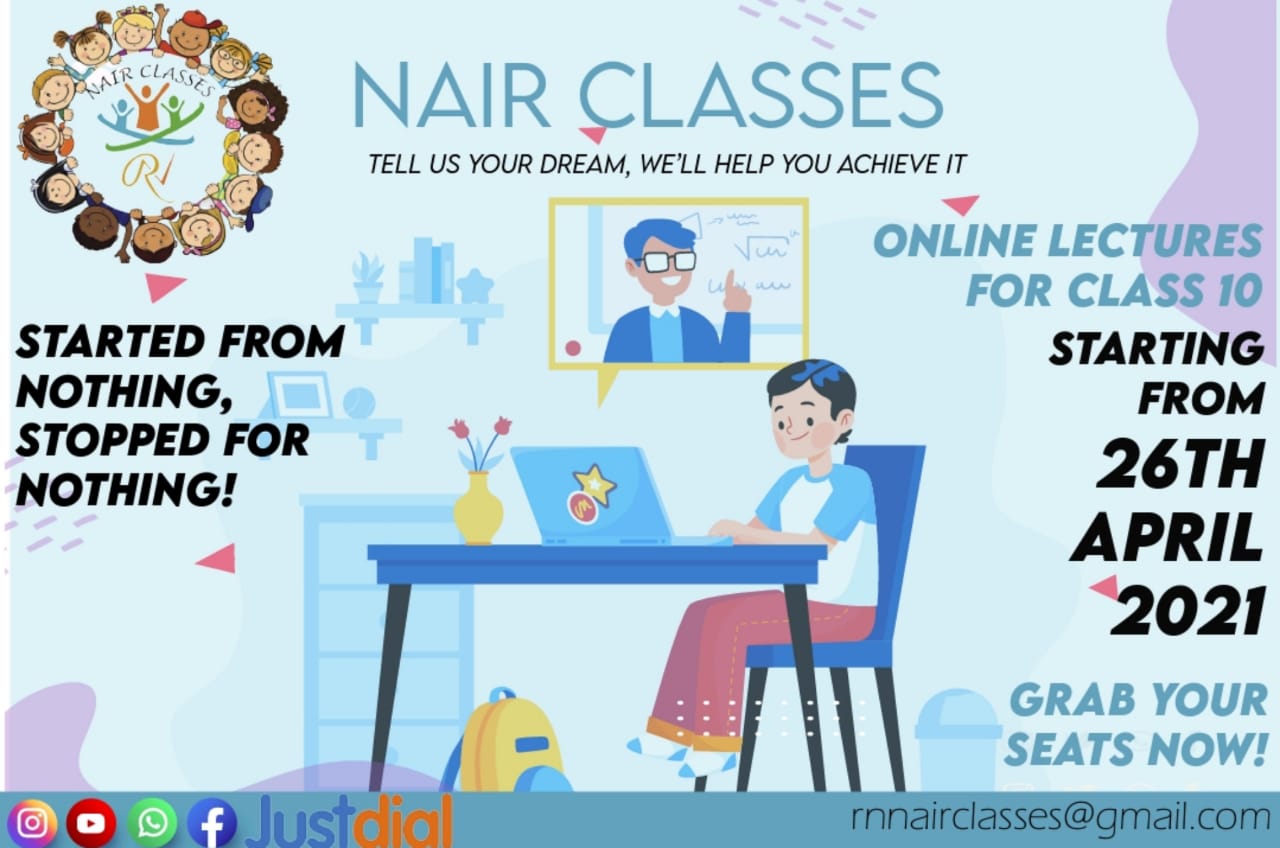 NAIR CLASSES
RN
NAIR CLASSES
TELL US YOUR DREAM, WE'LL HELP YOU ACHIEVE IT
ONLINE LECTURES
FOR CLASS 10
STARTING
FROM
26TH
APRIL
2021
STARTED FROM
NOTHING,
STOPPED FOR
NOTHING!
GRAB YOUR
SEATS NOW!
Justdial
rnnairclasses@gmail.com